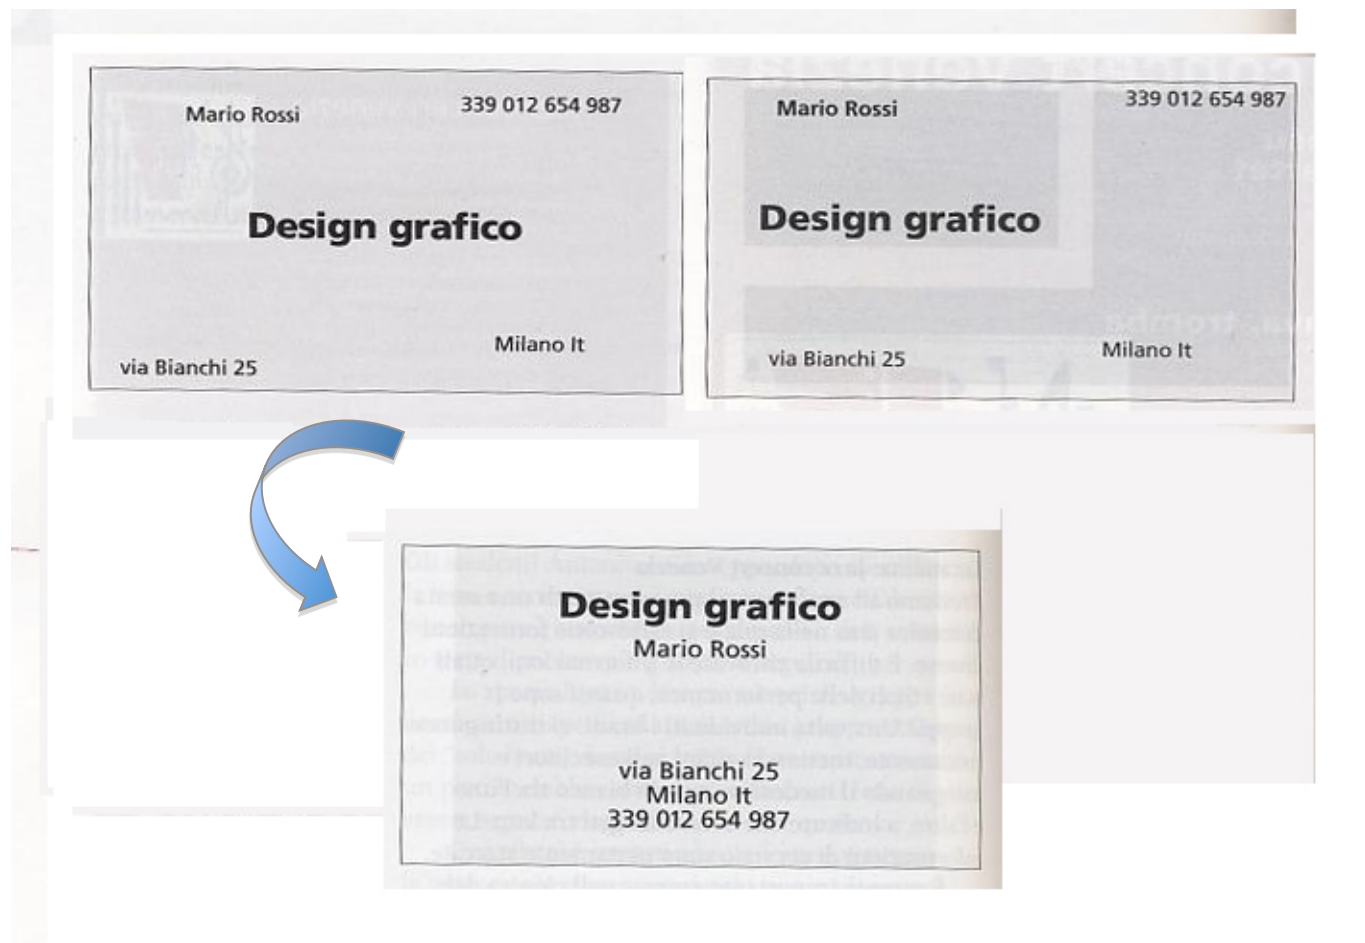 Mario Rossi
339 012 654 987
Design grafico
Milano It
via Bianchi 25
Mario Rossi
339 012 654 987
Design grafico
Milano It
via Bianchi 25
Design grafico
Mario Rossi
via Bianchi 25
Milano It
339 012 654 987